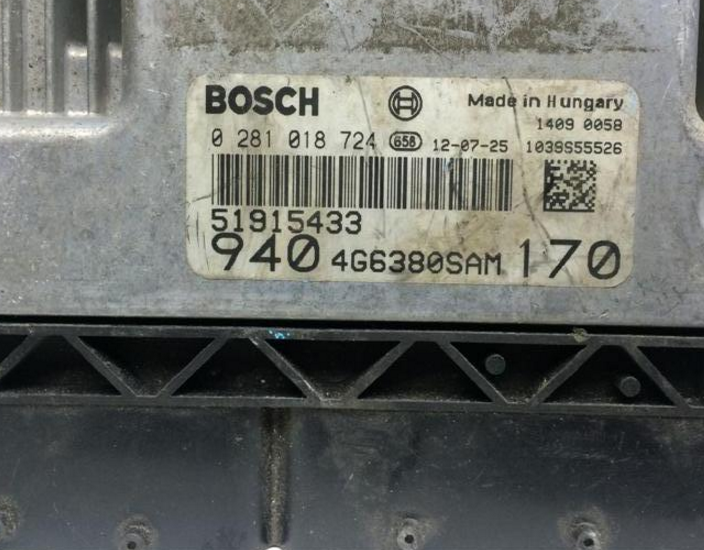 BOSCH Made in Hungary
1409 0058
0 281 018 724 658 12-07-25 1039S55526
51915433
940 4G6380SAM 170